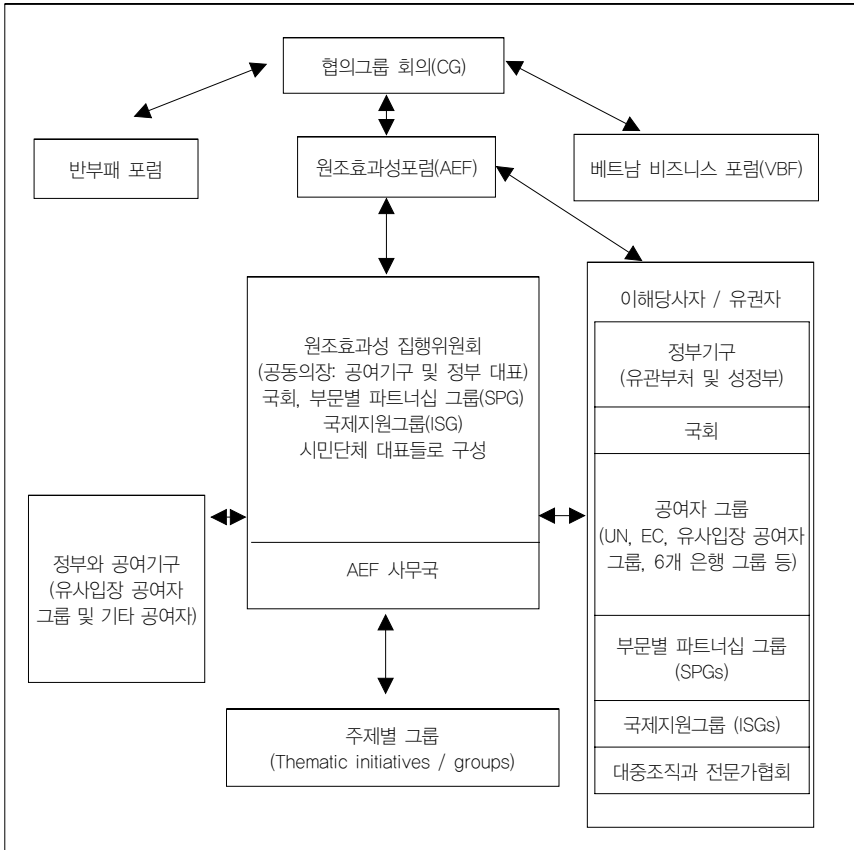 협의그룹 회의(CG)
반부패 포럼
원조효과성포럼(AEF)
베트남 비즈니스 포럼(VBF)
원조효과성 집행위원회
(공동의장: 공여기구 및 정부 대표)
국회, 부문별 파트너십 그룹(SPG)
국제지원그룹(ISG)
시민단체 대표들로 구성
AEF 사무국
정부와 공여기구
(유사입장 공여자
그룹 및 기타 공여자)
주제별 그룹
(Thematic initiatives / groups)
이해당사자 / 유권자
정부기구
(유관부처 및 성정부)
국회
공여자 그룹
(UN, EC, 유사입장 공여자
그룹, 6개 은행 그룹 등)
부문별 파트너십 그룹
(SPGs)
국제지원그룹 (ISGs)
대중조직과 전문가협회